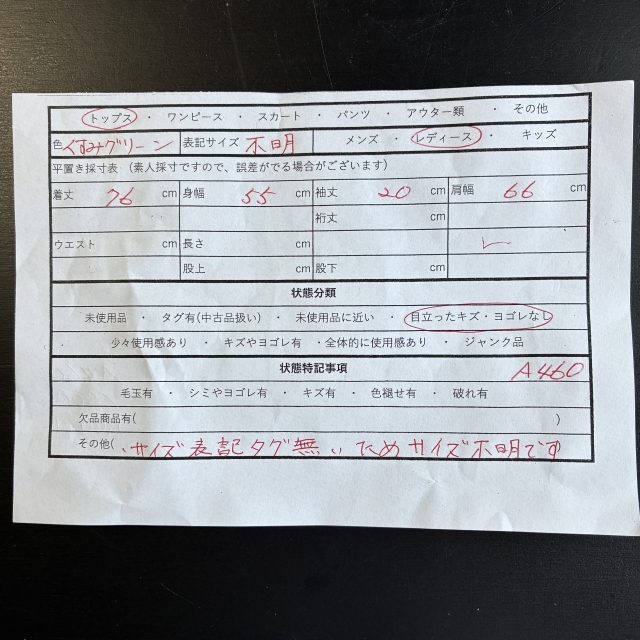 トップス ・ ワンピース ・ スカート ・ パンツ ・ アウター類 ・ その他
色 くすみグリーン 表記サイズ 不明 メンズ ・ レディース ・ キッズ
平置き採寸表（素人採寸ですので、誤差がでる場合がございます）
着丈 76 cm 身幅 55 cm 袖丈 20 cm 肩幅 66 cm
裄丈 cm
ウエスト cm 長さ cm
股上 cm 股下 cm
状態分類
未使用品 ・ タグ有(中古品扱い) ・ 未使用品に近い ・ 目立ったキズ・ヨゴレなし
少々使用感あり ・ キズやヨゴレ有 ・全体的に使用感あり ・ ジャンク品
状態特記事項 A460
毛玉有 ・ シミやヨゴレ有 ・ キズ有 ・ 色褪せ有 ・ 破れ有
欠品商品有( )
その他( ・サイズ表記タグ無いためサイズ不明です